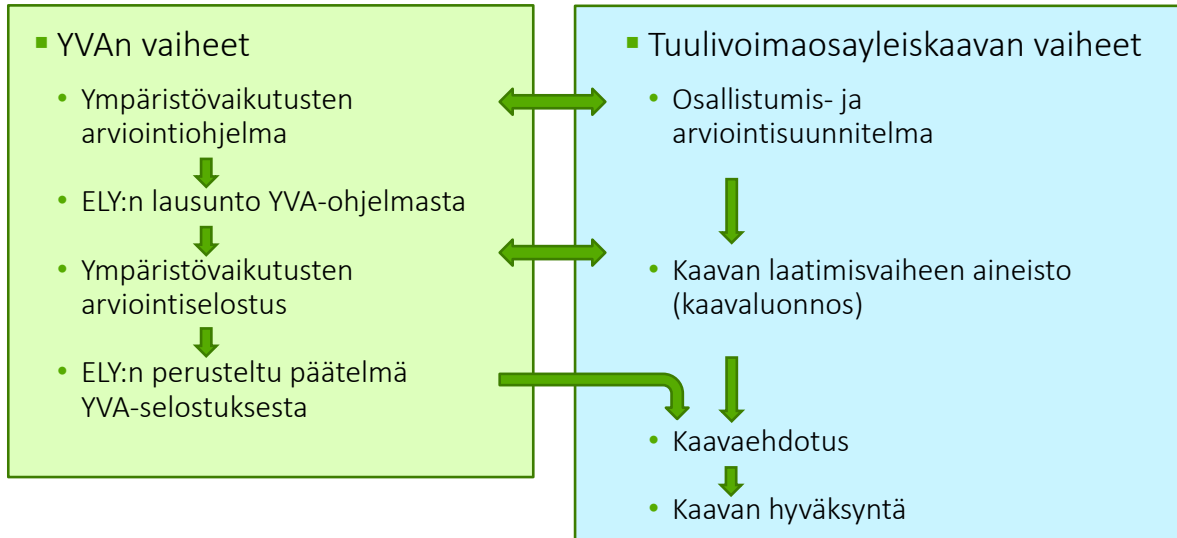 YVAn vaiheet
Ympäristövaikutusten
arviointiohjelma
ELY:n lausunto YVA-ohjelmasta
Ympäristövaikutusten
arviointiselostus
ELY:n perusteltu päätelmä
YVA-selostuksesta
Tuulivoimaosayleiskaavan vaiheet
Osallistumis- ja
arviointisuunnitelma
Kaavan laatimisvaiheen aineisto
(kaavaluonnos)
Kaavaehdotus
Kaavan hyväksyntä